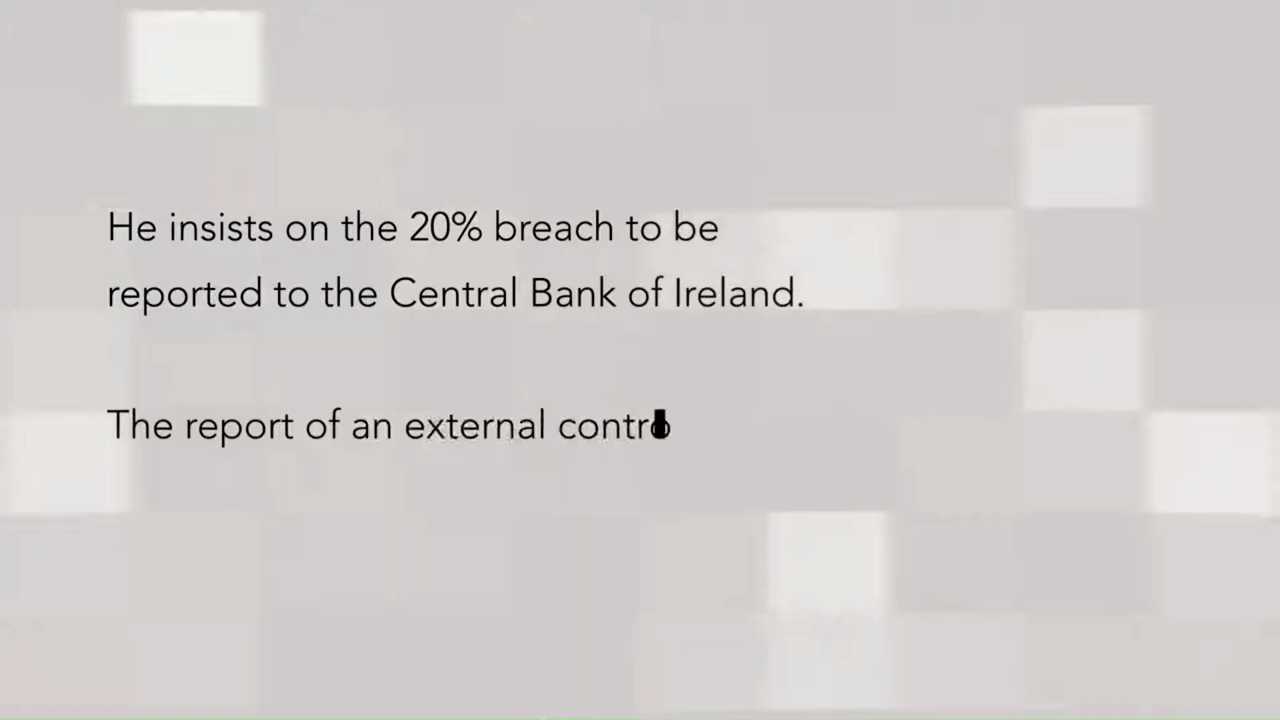 He insists on the 20% breach to be
reported to the Central Bank of Ireland.
The report of an external contro